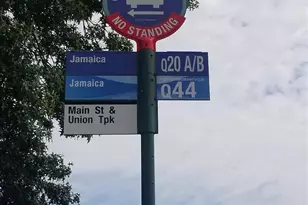 NO STANDING
Jamaica
Q20 A/B
Jamaica
Q44
Main St &
Union Tpk